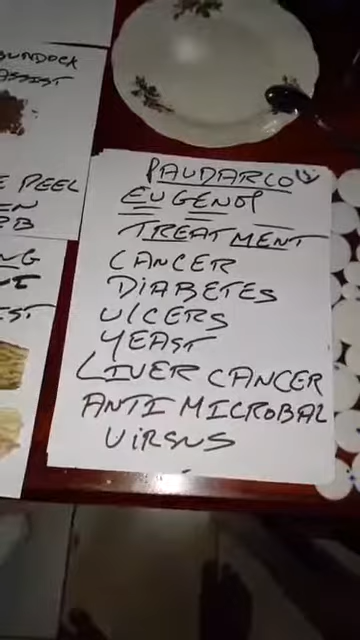 BURDOCK
ASSIST
E PEEL
PAUDARCO
EUGENOL
TREATMENT
CANCER
DIABETES
ULCERS
YEAST
LIVER CANCER
ANTI MICROBAL
VIRSUS